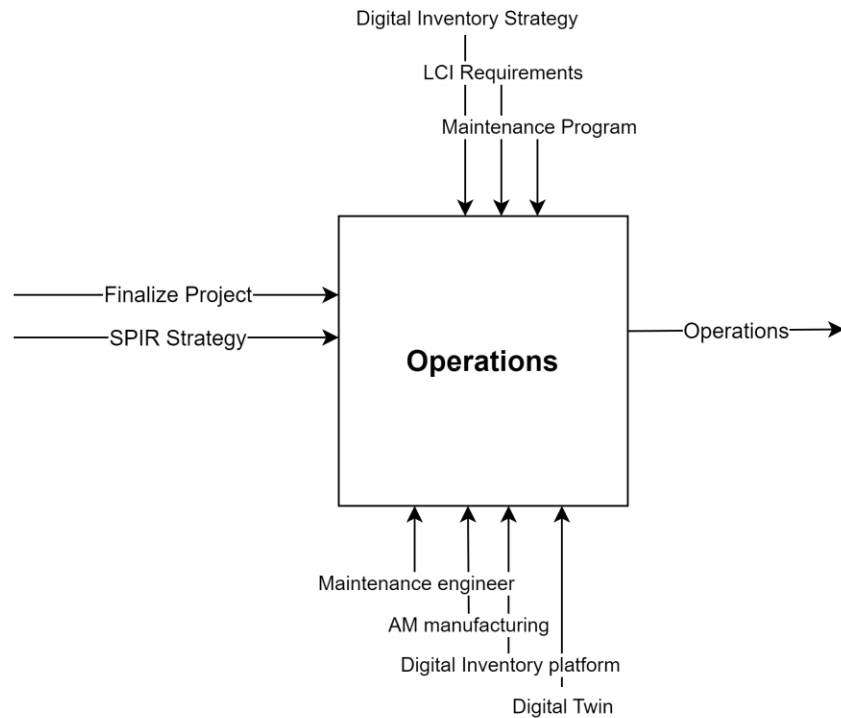 Digital Inventory Strategy
LCI Requirements
Maintenance Program
Finalize Project
SPIR Strategy
Operations
Operations
Maintenance engineer
AM manufacturing
Digital Inventory platform
Digital Twin